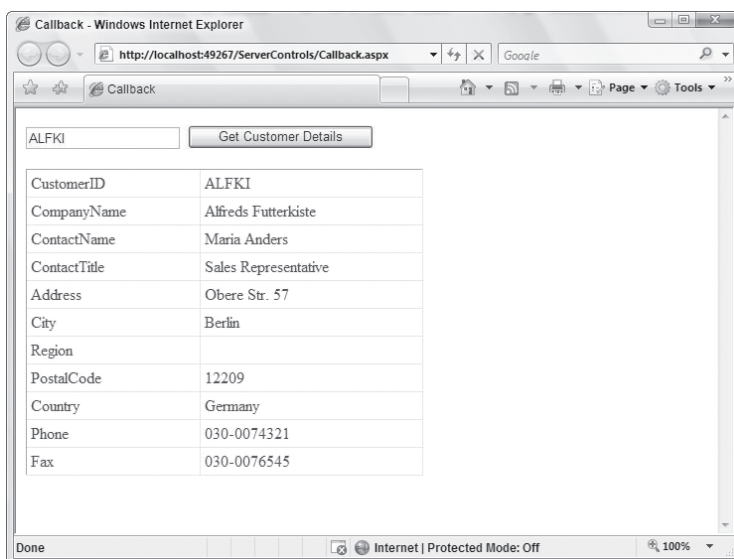 Callback - Windows Internet Explorer
http://localhost:49267/ServerControls/Callback.aspx
Google
Callback
Page
Tools
ALFKI Get Customer Details
CustomerID ALFKI
CompanyName Alfreds Futterkiste
ContactName Maria Anders
ContactTitle Sales Representative
Address Obere Str. 57
City Berlin
Region
PostalCode 12209
Country Germany
Phone 030-0074321
Fax 030-0076545
Done Internet | Protected Mode: Off 100%